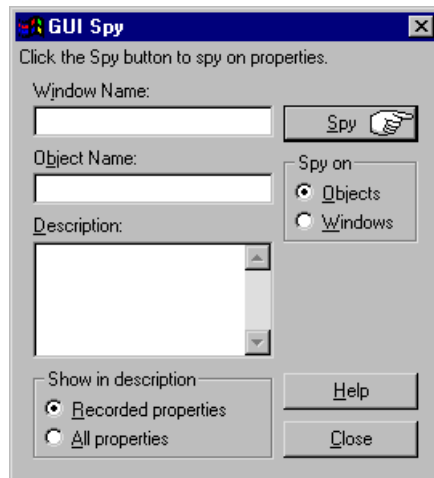 GUI Spy
Click the Spy button to spy on properties.
Window Name:
Spy
Object Name:
Spy on
Objects
Windows
Description:
Show in description
Recorded properties
All properties
Help
Close